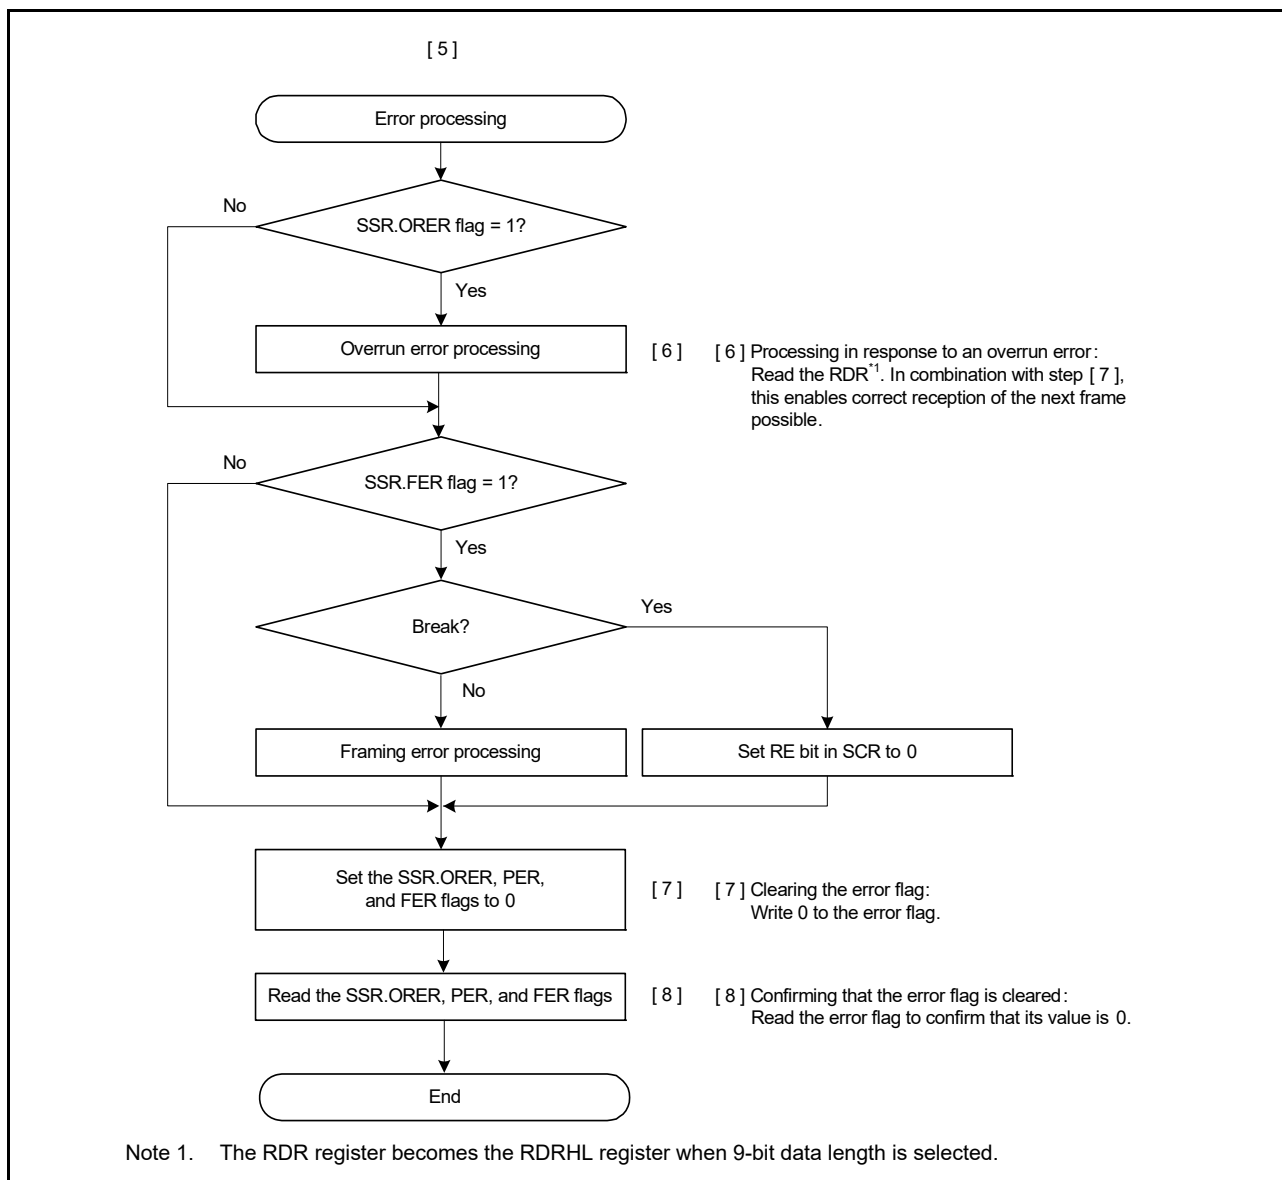 [ 5 ]
Error processing
No
SSR.ORER flag = 1?
Yes
Overrun error processing
[ 6 ]
[ 6 ] Processing in response to an overrun error:
Read the RDR*1. In combination with step [ 7 ],
this enables correct reception of the next frame
possible.
No
SSR.FER flag = 1?
Yes
Break?
Yes
No
Framing error processing
Set RE bit in SCR to 0
Set the SSR.ORER, PER,
and FER flags to 0
[ 7 ]
[ 7 ] Clearing the error flag:
Write 0 to the error flag.
Read the SSR.ORER, PER, and FER flags
[ 8 ]
[ 8 ] Confirming that the error flag is cleared:
Read the error flag to confirm that its value is 0.
End
Note 1. The RDR register becomes the RDRHL register when 9-bit data length is selected.